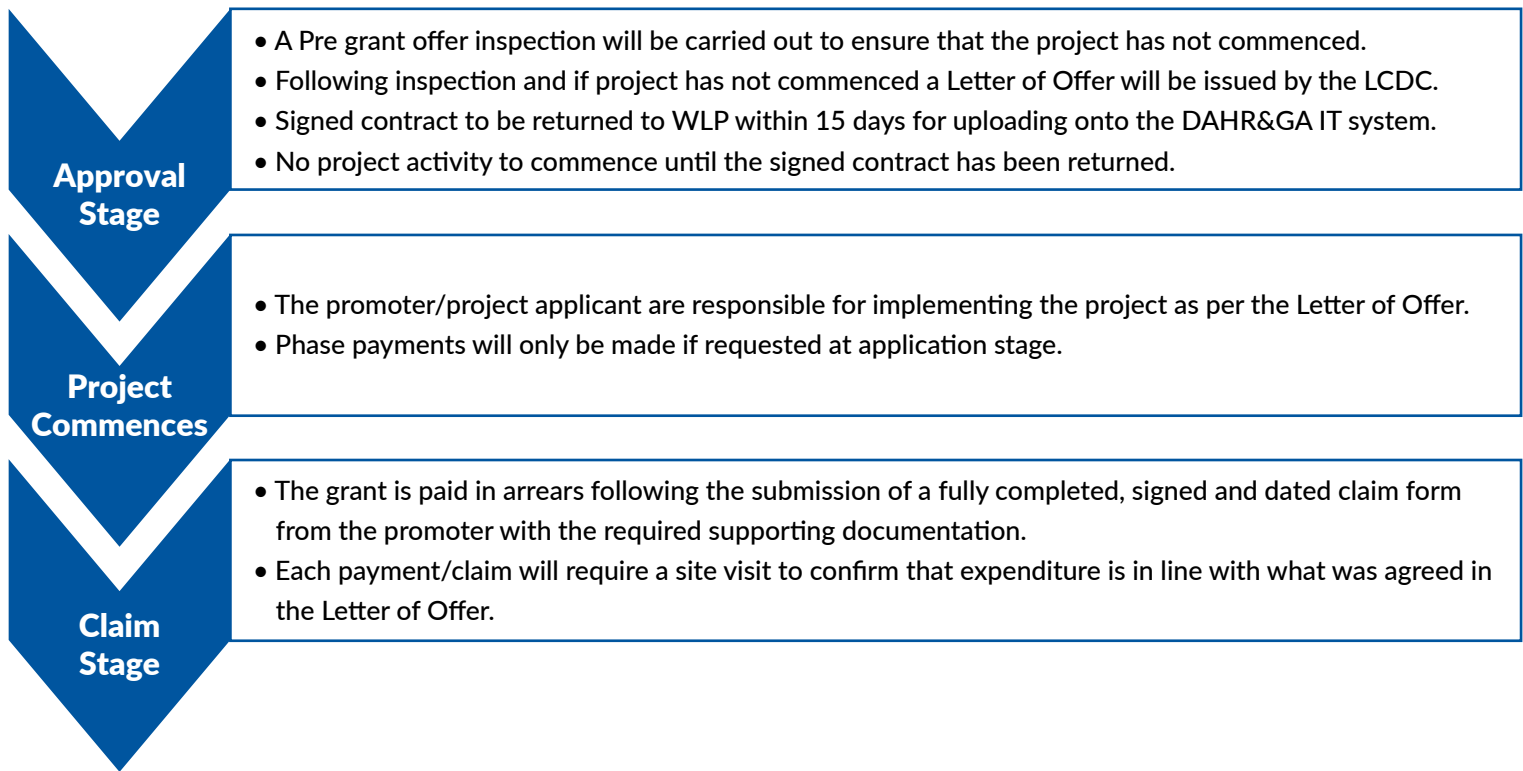 Approval
Stage
• A Pre grant offer inspection will be carried out to ensure that the project has not commenced.
• Following inspection and if project has not commenced a Letter of Offer will be issued by the LCDC.
• Signed contract to be returned to WLP within 15 days for uploading onto the DAHR&GA IT system.
• No project activity to commence until the signed contract has been returned.
Project
Commences
• The promoter/project applicant are responsible for implementing the project as per the Letter of Offer.
• Phase payments will only be made if requested at application stage.
Claim
Stage
• The grant is paid in arrears following the submission of a fully completed, signed and dated claim form
from the promoter with the required supporting documentation.
• Each payment/claim will require a site visit to confirm that expenditure is in line with what was agreed in
the Letter of Offer.